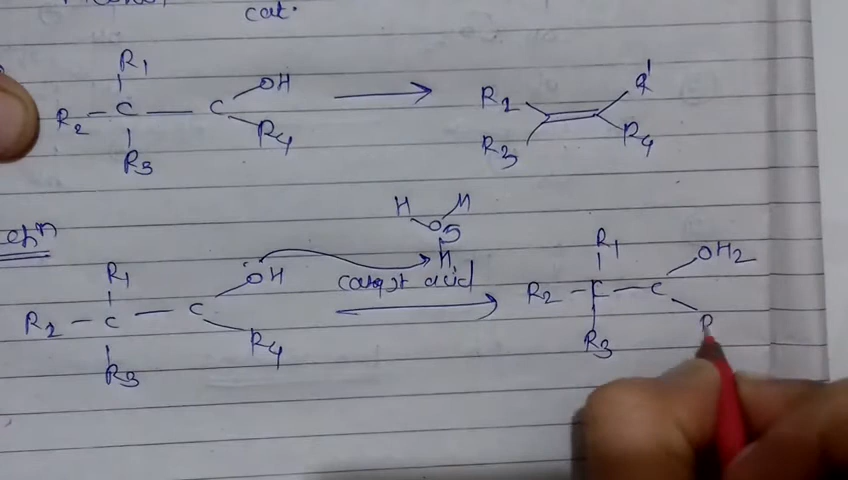 cat.
R1
R2 - C - C OH
R3
R4
R2
R3
R'
R4
H H
O
H
R1
R2 - C - C OH
R3
R4
catalyst acid
R1
R2 - C - C OH2
R3
R